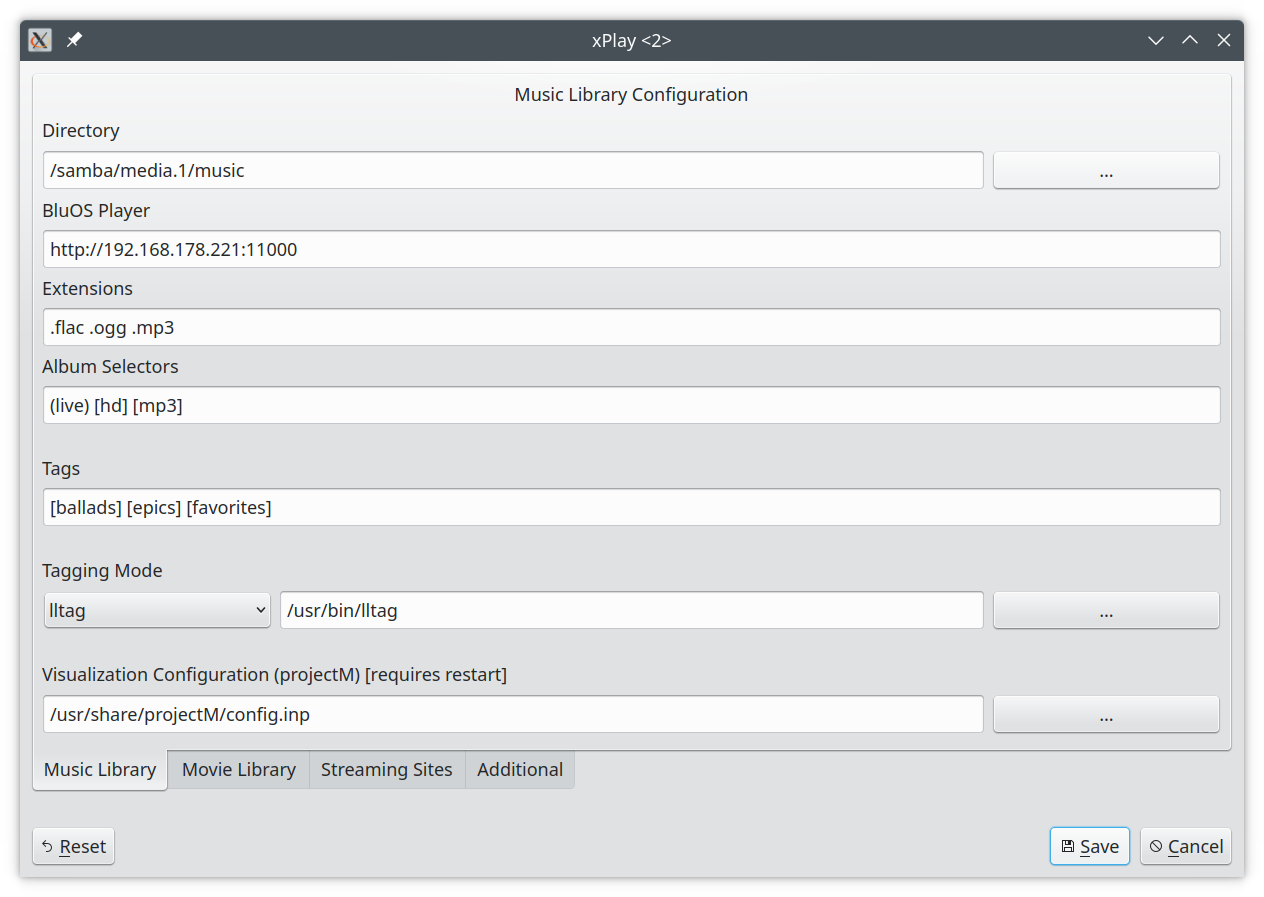 xPlay <2>
Music Library Configuration
Directory
/samba/media.1/music ...
BluOS Player
http://192.168.178.221:11000
Extensions
.flac .ogg .mp3
Album Selectors
(live) [hd] [mp3]
Tags
[ballads] [epics] [favorites]
Tagging Mode
lltag /usr/bin/lltag ...
Visualization Configuration (projectM) [requires restart]
/usr/share/projectM/config.inp ...
Music Library Movie Library Streaming Sites Additional
Reset Save Cancel